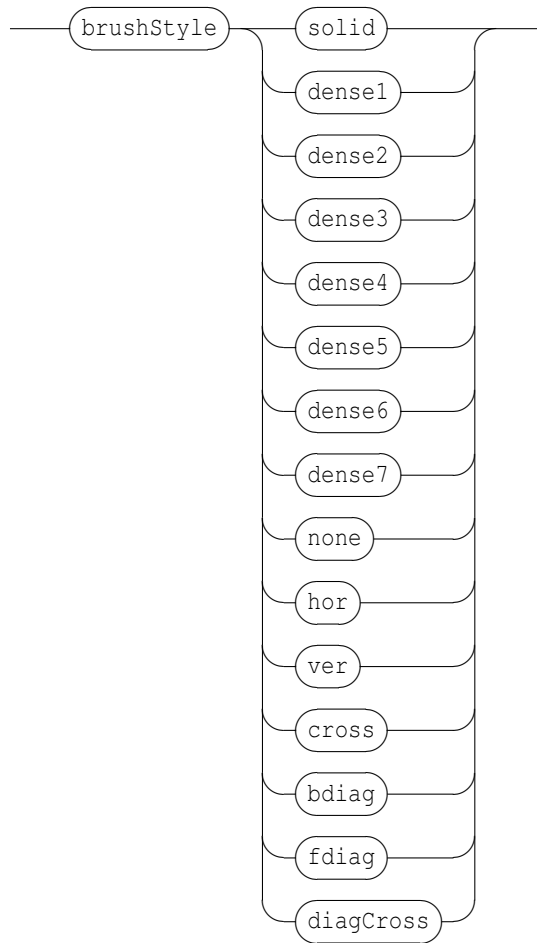 brushStyle solid
dense1
dense2
dense3
dense4
dense5
dense6
dense7
none
hor
ver
cross
bdiag
fdiag
diagCross